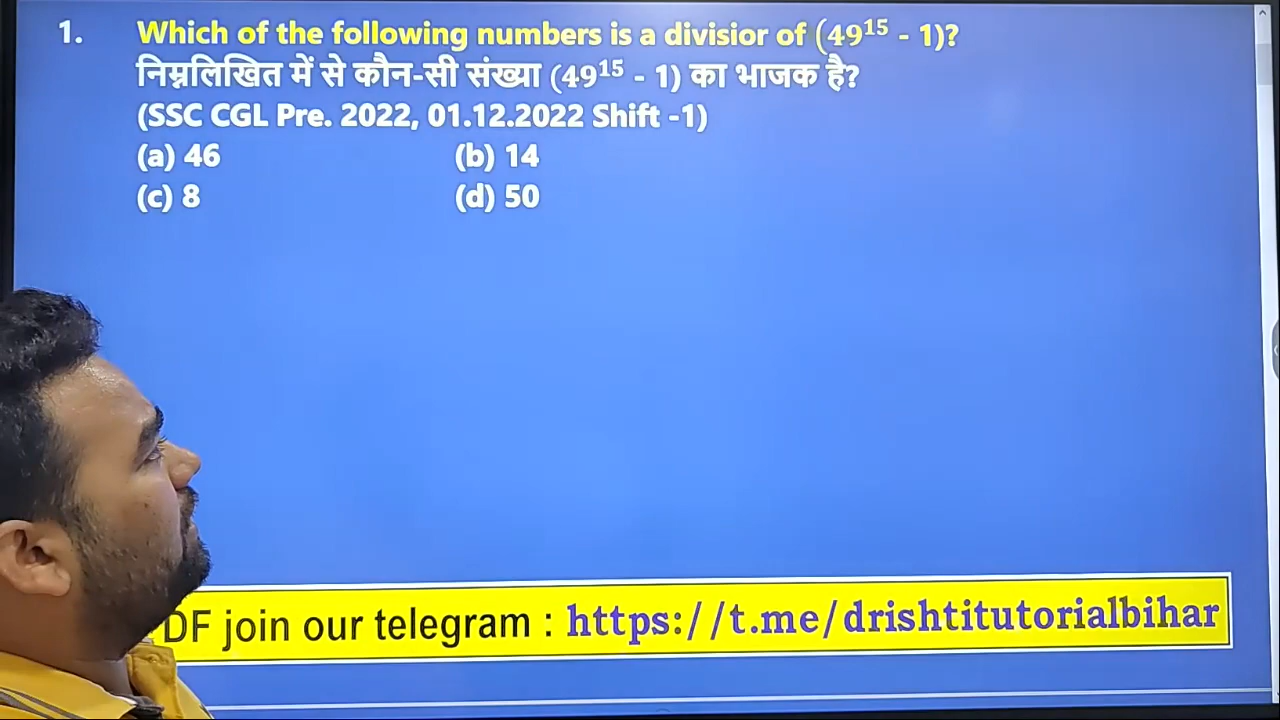 1. Which of the following numbers is a divisior of (49¹⁵ - 1)?
निम्नलिखित में से कौन-सी संख्या (49¹⁵ - 1) का भाजक है?
(SSC CGL Pre. 2022, 01.12.2022 Shift -1)
(a) 46 (b) 14
(c) 8 (d) 50
DF join our telegram : https://t.me/drishtitutorialbihar